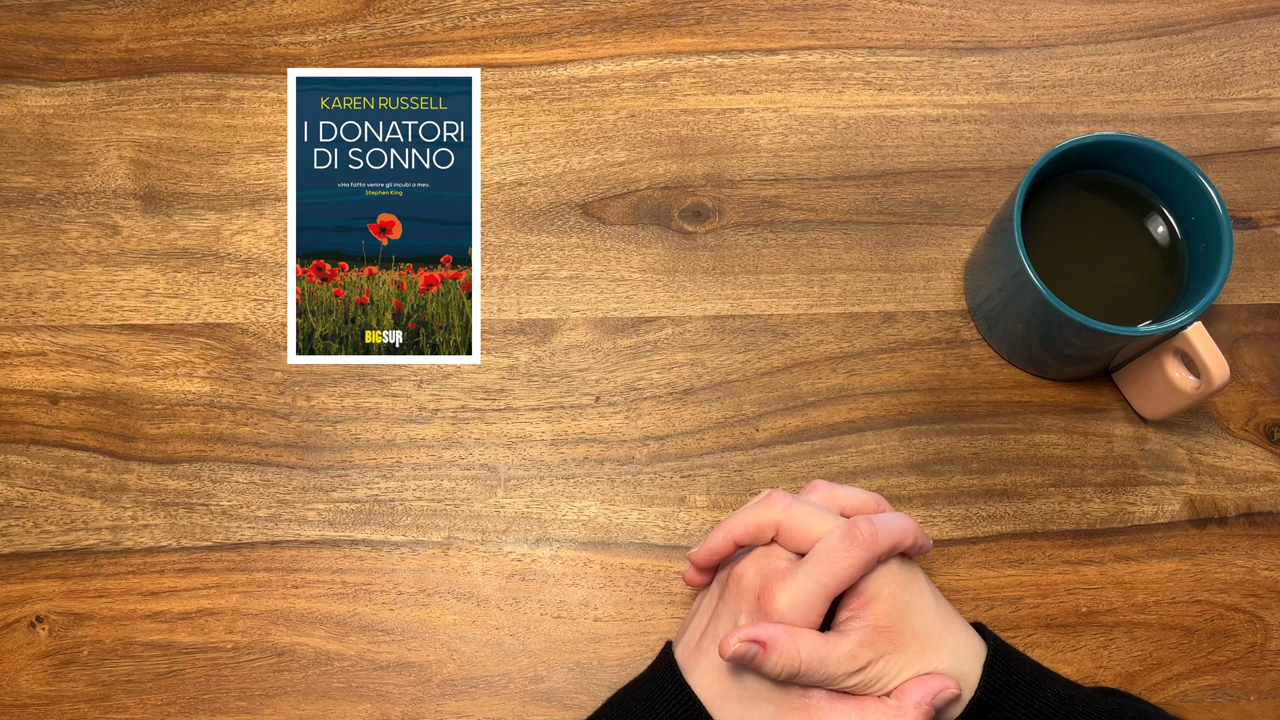 KAREN RUSSELL
I DONATORI
DI SONNO
«Ha fatto venire gli incubi a me».
Stephen King
BIGSUR